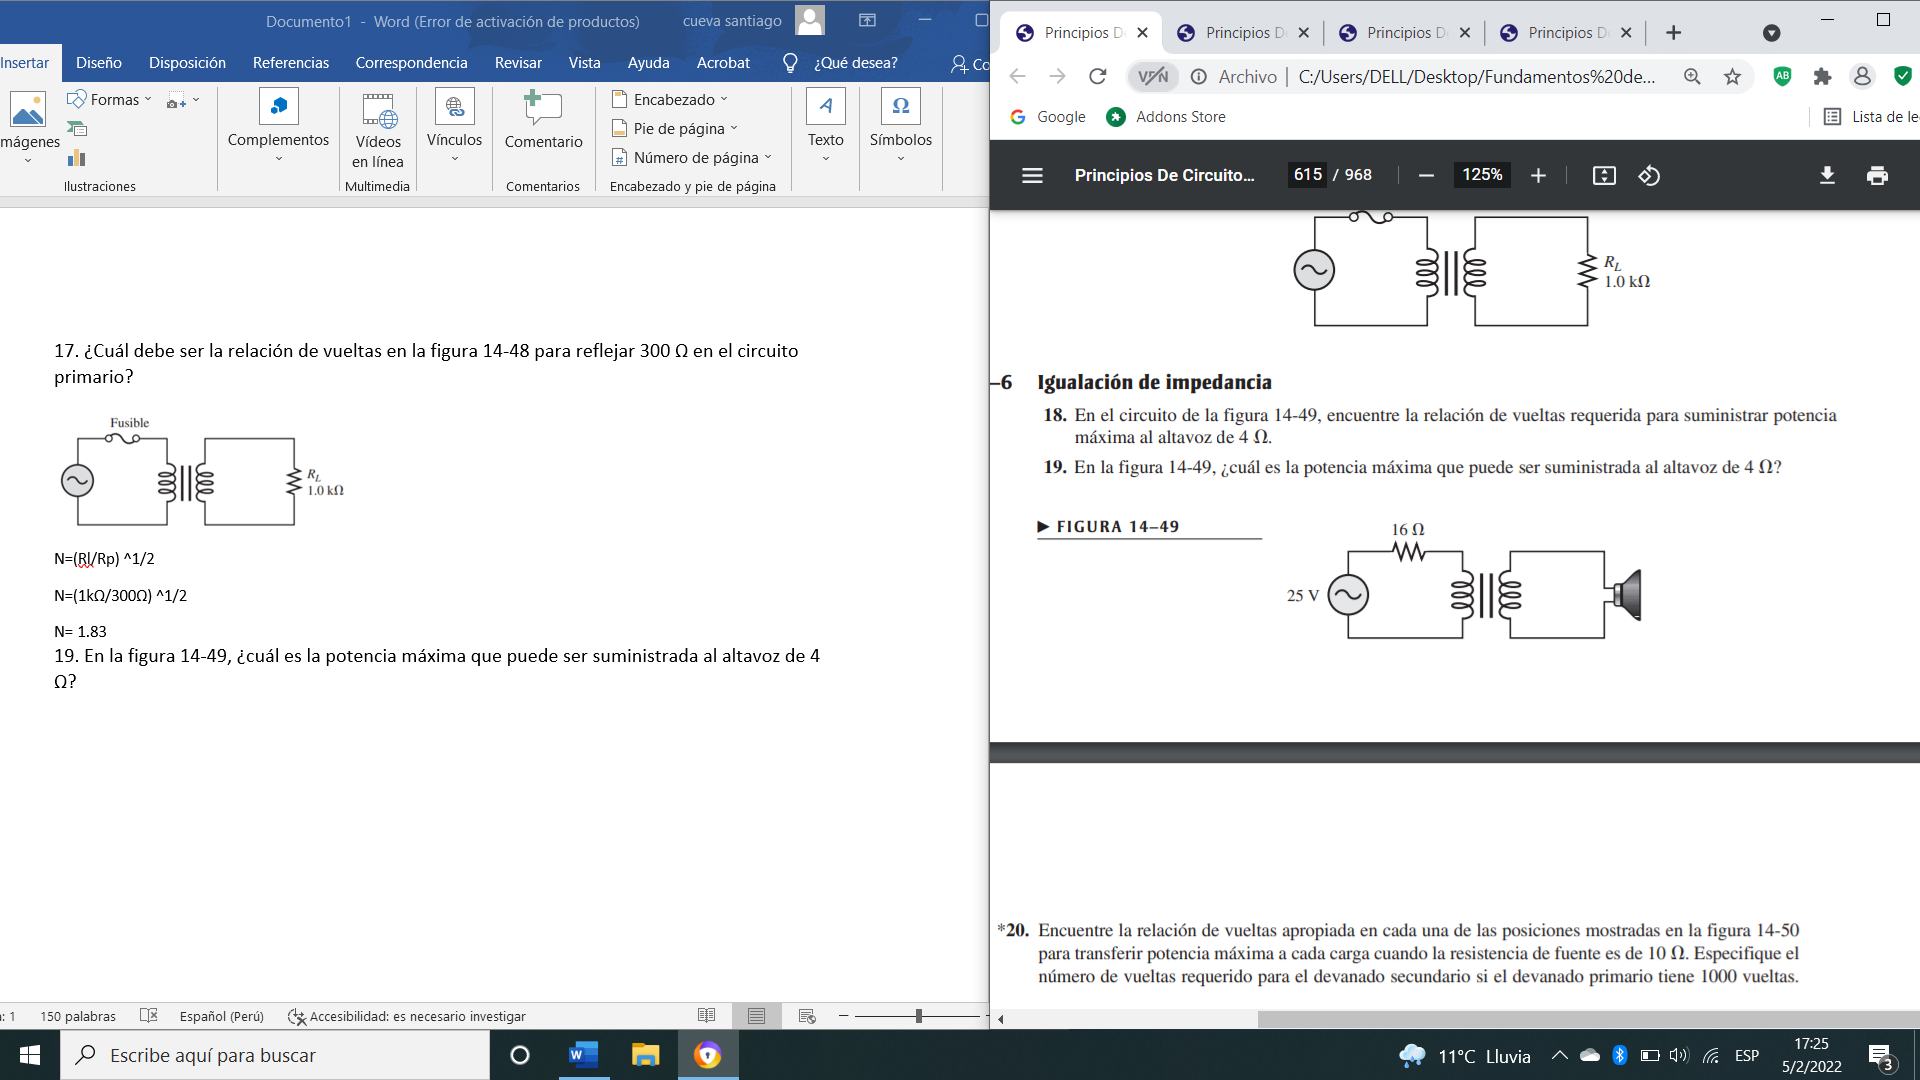 Documento1 - Word (Error de activación de productos)
cueva santiago
Insertar Diseño Disposición Referencias Correspondencia Revisar Vista Ayuda Acrobat ¿Qué desea? Co
Formas
mágenes
Ilustraciones
Complementos
Vídeos
en línea
Multimedia
Vínculos
Comentario
Comentarios
Encabezado
Pie de página
Número de página
Encabezado y pie de página
Texto
Símbolos
17. ¿Cuál debe ser la relación de vueltas en la figura 14-48 para reflejar 300 Ω en el circuito
primario?
Fusible
RL
1.0 kΩ
N=(Rl/Rp) ^1/2
N=(1kΩ/300Ω) ^1/2
N= 1.83
19. En la figura 14-49, ¿cuál es la potencia máxima que puede ser suministrada al altavoz de 4
Ω?
: 1 150 palabras Español (Perú) Accesibilidad: es necesario investigar
Principios D Principios D Principios D Principios D
VPN Archivo C:/Users/DELL/Desktop/Fundamentos%20de...
AB
Google Addons Store Lista de le
Principios De Circuito... 615 / 968 125%
RL
1.0 kΩ
–6 Igualación de impedancia
18. En el circuito de la figura 14-49, encuentre la relación de vueltas requerida para suministrar potencia
máxima al altavoz de 4 Ω.
19. En la figura 14-49, ¿cuál es la potencia máxima que puede ser suministrada al altavoz de 4 Ω?
▶ FIGURA 14–49
16 Ω
25 V
*20. Encuentre la relación de vueltas apropiada en cada una de las posiciones mostradas en la figura 14-50
para transferir potencia máxima a cada carga cuando la resistencia de fuente es de 10 Ω. Especifique el
número de vueltas requerido para el devanado secundario si el devanado primario tiene 1000 vueltas.
Escribe aquí para buscar
11°C Lluvia
ESP
17:25
5/2/2022
3